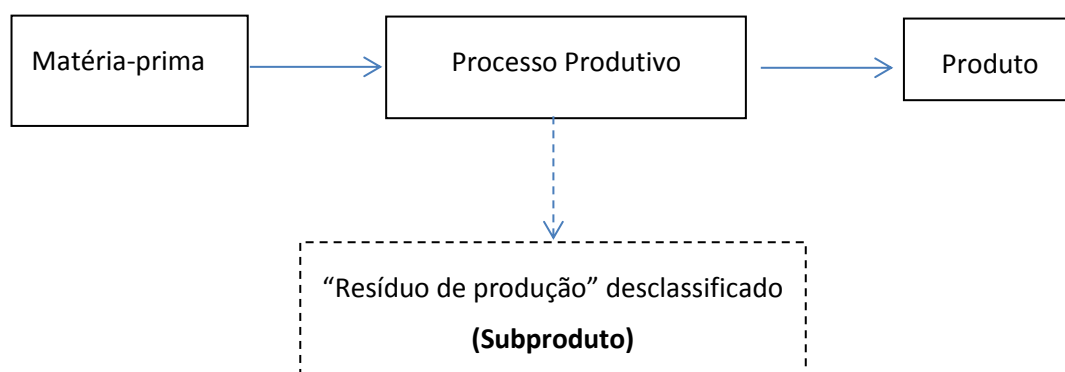 Matéria-prima
Processo Produtivo
Produto
“Resíduo de produção” desclassificado
(Subproduto)